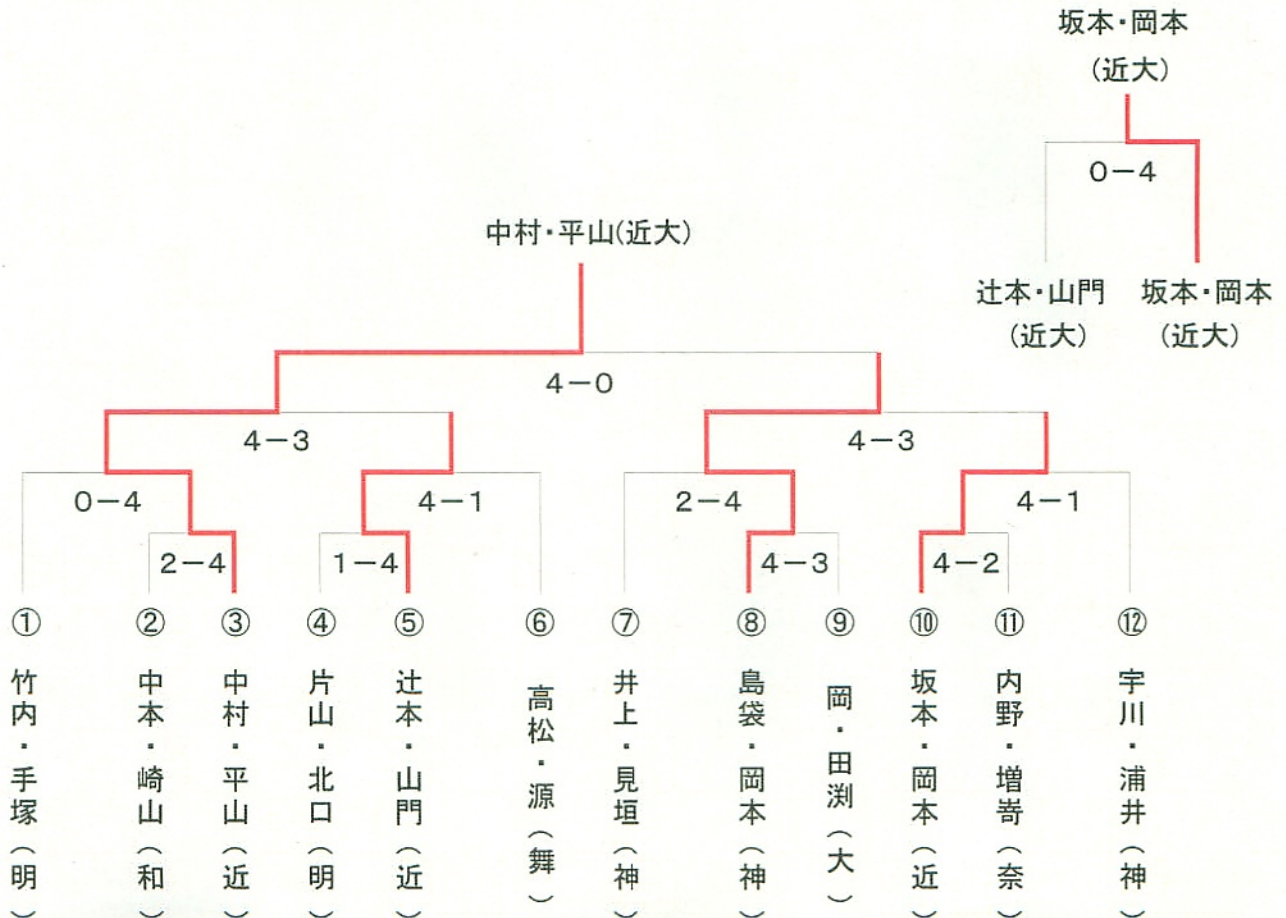 坂本・岡本
(近大)
0-4
中村・平山(近大)
辻本・山門 坂本・岡本
(近大) (近大)
4-0
4-3 4-3
0-4 4-1 2-4 4-1
2-4 1-4 4-3 4-2
① ② ③ ④ ⑤ ⑥ ⑦ ⑧ ⑨ ⑩ ⑪ ⑫
竹内・手塚(明)
中本・崎山(和)
中村・平山(近)
片山・北口(明)
辻本・山門(近)
高松・源(舞)
井上・見垣(神)
島袋・岡本(神)
岡・田渕(大)
坂本・岡本(近)
内野・増嵜(奈)
宇川・浦井(神)